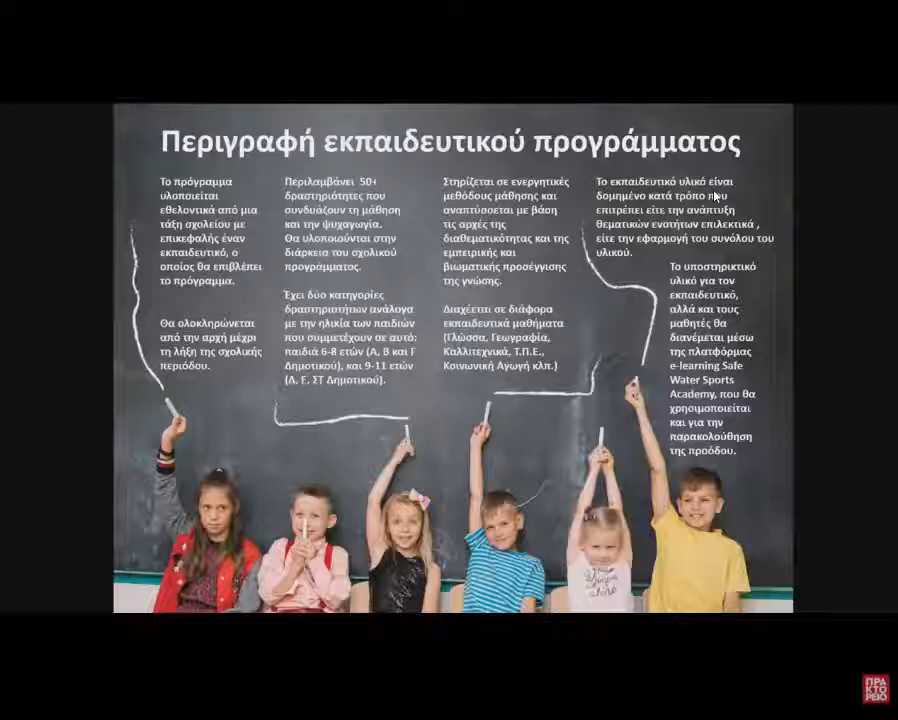 Περιγραφή εκπαιδευτικού προγράμματος
Το πρόγραμμα
υλοποιείται
εθελοντικά από μια
τάξη σχολείου με
επικεφαλής έναν
εκπαιδευτικό, ο
οποίος θα επιβλέπει
το πρόγραμμα.
Θα ολοκληρώνεται
από την αρχή μέχρι
τη λήξη της σχολικής
περιόδου.
Περιλαμβάνει 50+
δραστηριότητες που
συνδυάζουν τη μάθηση
και την ψυχαγωγία.
Θα υλοποιούνται στην
διάρκεια του σχολικού
προγράμματος.
Έχει δύο κατηγορίες
δραστηριοτήτων ανάλογα
με την ηλικία των παιδιών
που συμμετέχουν σε αυτό:
παιδιά 6-8 ετών (Α, Β και Γ
Δημοτικού), και 9-11 ετών
(Δ, Ε, ΣΤ Δημοτικού).
Στηρίζεται σε ενεργητικές
μεθόδους μάθησης και
αναπτύσσεται με βάση
τις αρχές της
διαθεματικότητας και της
εμπειρικής και
βιωματικής προσέγγισης
της γνώσης.
Διαχέεται σε διάφορα
εκπαιδευτικά μαθήματα
(Γλώσσα, Γεωγραφία,
Καλλιτεχνικά, Τ.Π.Ε.,
Κοινωνική Αγωγή κλπ.)
Το εκπαιδευτικό υλικό είναι
δομημένο κατά τρόπο που
επιτρέπει είτε την ανάπτυξη
θεματικών ενοτήτων επιλεκτικά ,
είτε την εφαρμογή του συνόλου του
υλικού.
Το υποστηρικτικό
υλικό για τον
εκπαιδευτικό,
αλλά και τους
μαθητές θα
διανέμεται μέσω
της πλατφόρμας
e-learning Safe
Water Sports
Academy, που θα
χρησιμοποιείται
και για την
παρακολούθηση
της προόδου.
ΠΡΑ
ΚΤΟ
ΡΕΙΟ